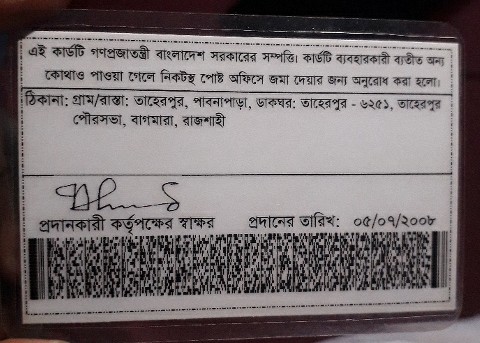 এই কার্ডটি গণপ্রজাতন্ত্রী বাংলাদেশ সরকারের সম্পত্তি। কার্ডটি ব্যবহারকারী ব্যতীত অন্য
কোথাও পাওয়া গেলে নিকটস্থ পোষ্ট অফিসে জমা দেয়ার জন্য অনুরোধ করা হলো।
ঠিকানা: গ্রাম/রাস্তা: তাহেরপুর, পাবনাপাড়া, ডাকঘর: তাহেরপুর - ৬২৫১, তাহেরপুর
পৌরসভা, বাগমারা, রাজশাহী
প্রদানকারী কর্তৃপক্ষের স্বাক্ষর প্রদানের তারিখ: ০৫/০৭/২০০৮